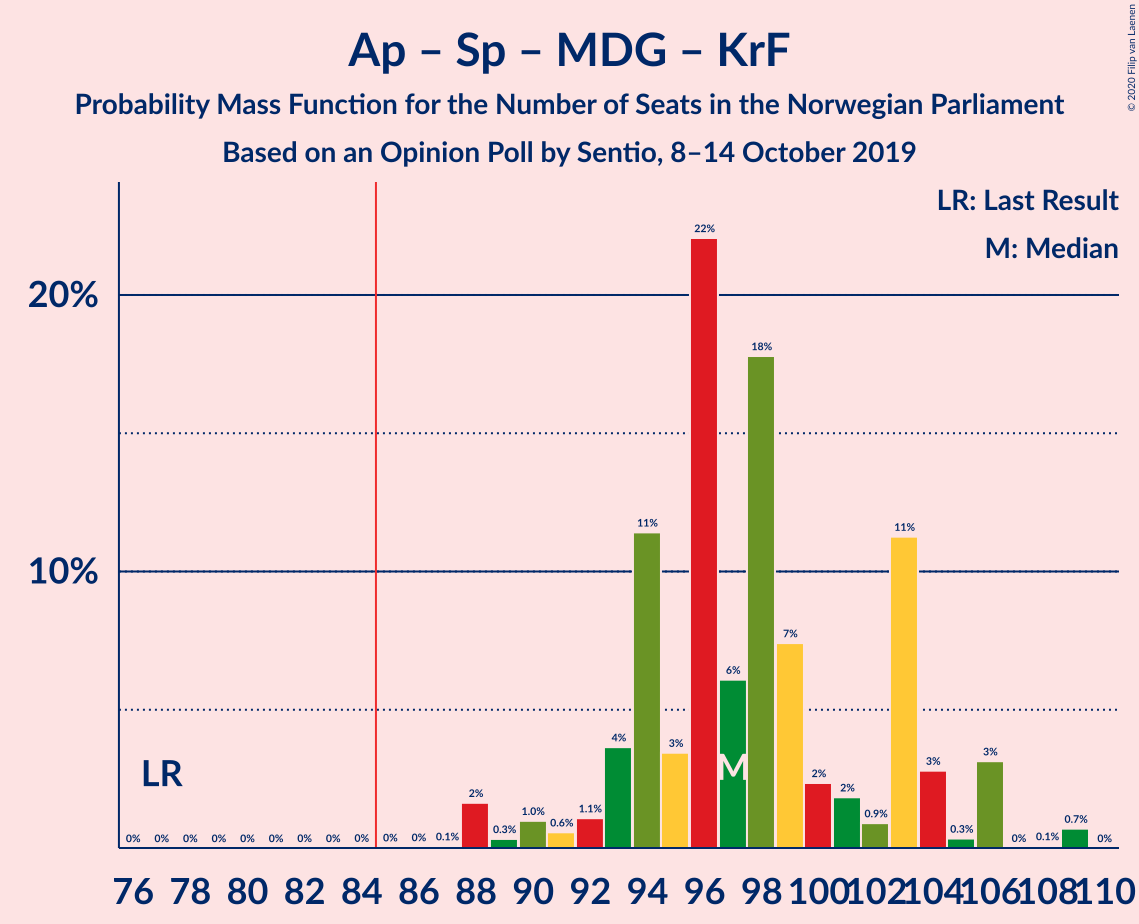 Ap – Sp – MDG – KrF
Probability Mass Function for the Number of Seats in the Norwegian Parliament
Based on an Opinion Poll by Sentio, 8–14 October 2019
© 2020 Filip van Laenen
LR: Last Result
M: Median
20%
10%
LR
M
0% 0% 0% 0% 0% 0% 0% 0% 0% 0% 0% 0.1% 2% 0.3% 1.0% 0.6% 1.1% 4% 11% 3% 22% 6% 18% 7% 2% 2% 0.9% 11% 3% 0.3% 3% 0% 0.1% 0.7% 0%
76 78 80 82 84 86 88 90 92 94 96 98 100 102 104 106 108 110